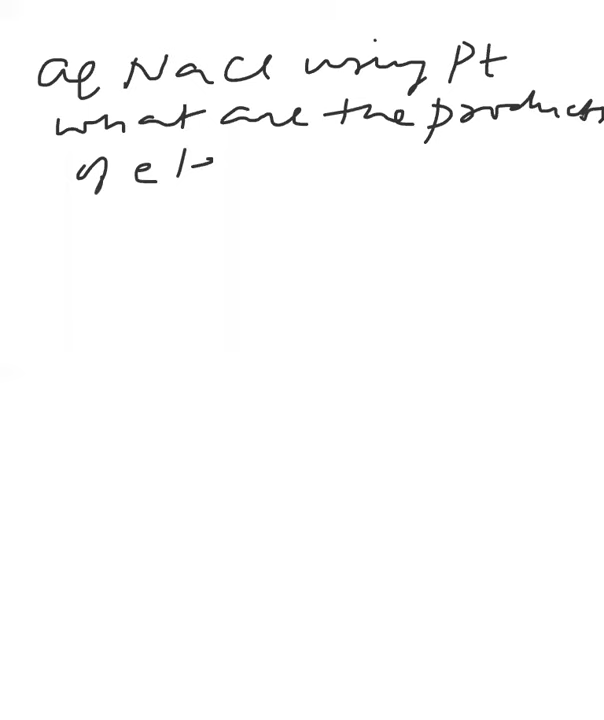 aq NaCl using Pt
what are the products
of el